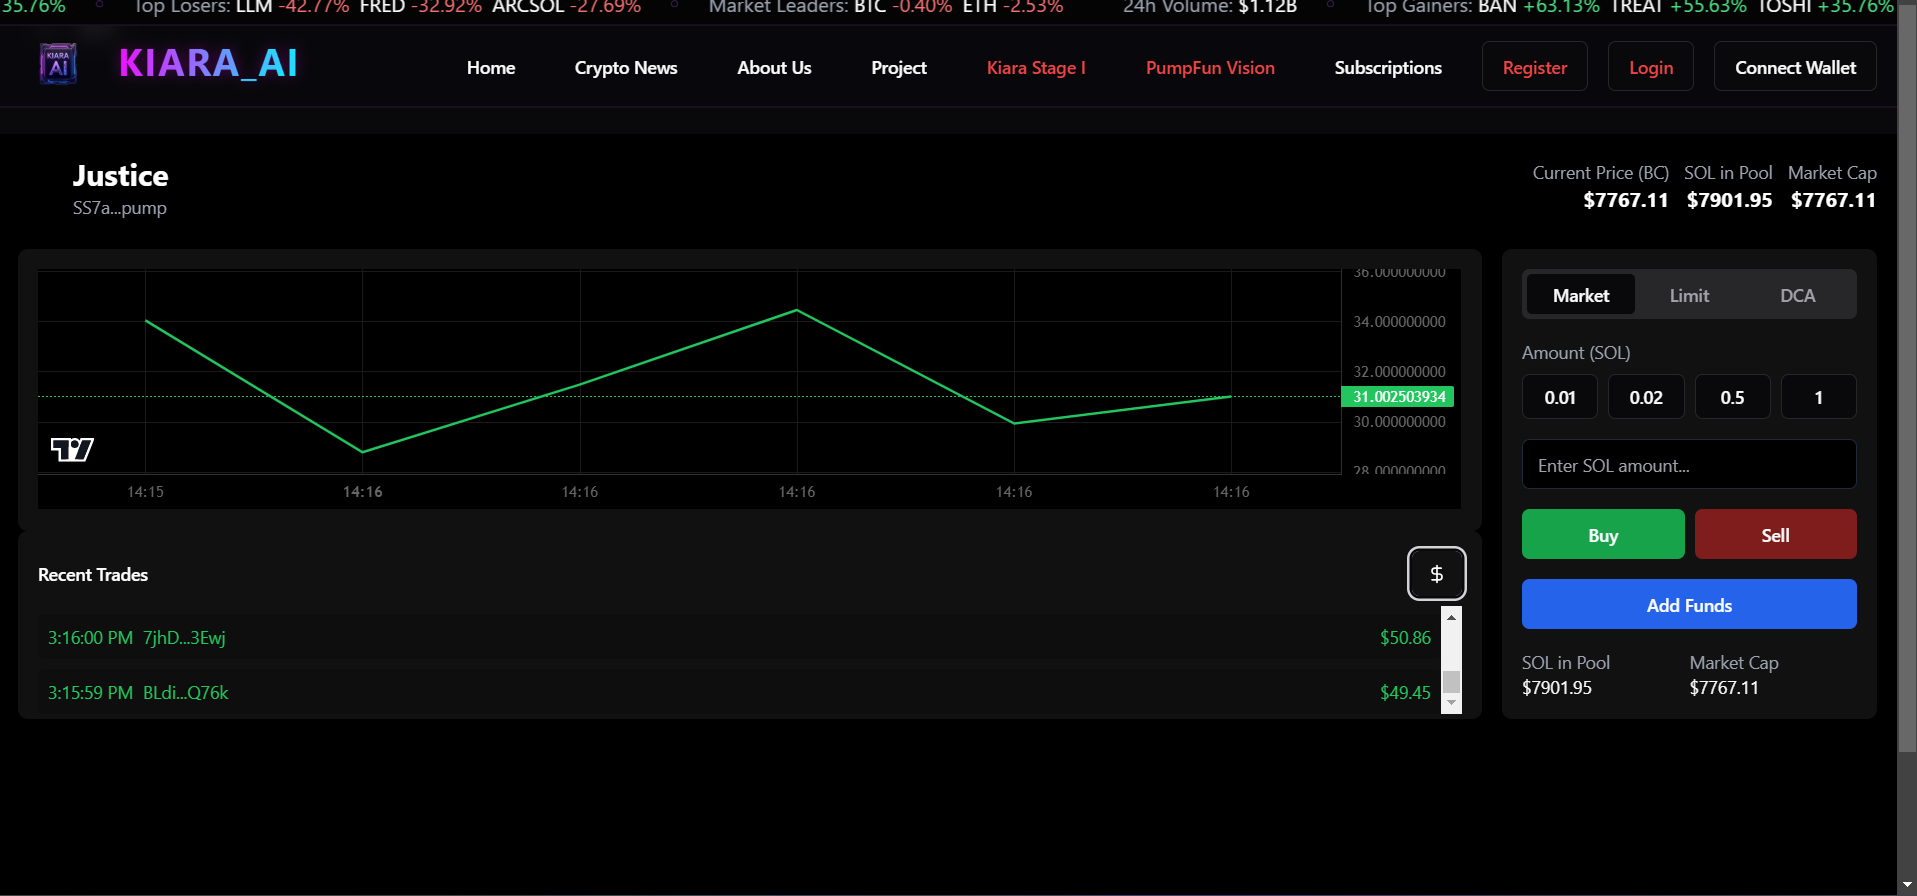 35.76% Top Losers: LLM -42.77% FRED -32.92% ARCSOL -27.69% Market Leaders: BTC -0.40% ETH -2.53% 24h Volume: $1.12B Top Gainers: BAN +63.13% TREAT +55.63% TOSHI +35.76%
KIARA AI KIARA_AI Home Crypto News About Us Project Kiara Stage I PumpFun Vision Subscriptions Register Login Connect Wallet
Justice
SS7a...pump
Current Price (BC) SOL in Pool Market Cap
$7767.11 $7901.95 $7767.11
36.000000000
34.000000000
32.000000000
31.002503934
30.000000000
28.000000000
14:15 14:16 14:16 14:16 14:16 14:16
Recent Trades $
3:16:00 PM 7jhD...3Ewj $50.86
3:15:59 PM BLdi...Q76k $49.45
Market Limit DCA
Amount (SOL)
0.01 0.02 0.5 1
Enter SOL amount...
Buy Sell
Add Funds
SOL in Pool Market Cap
$7901.95 $7767.11